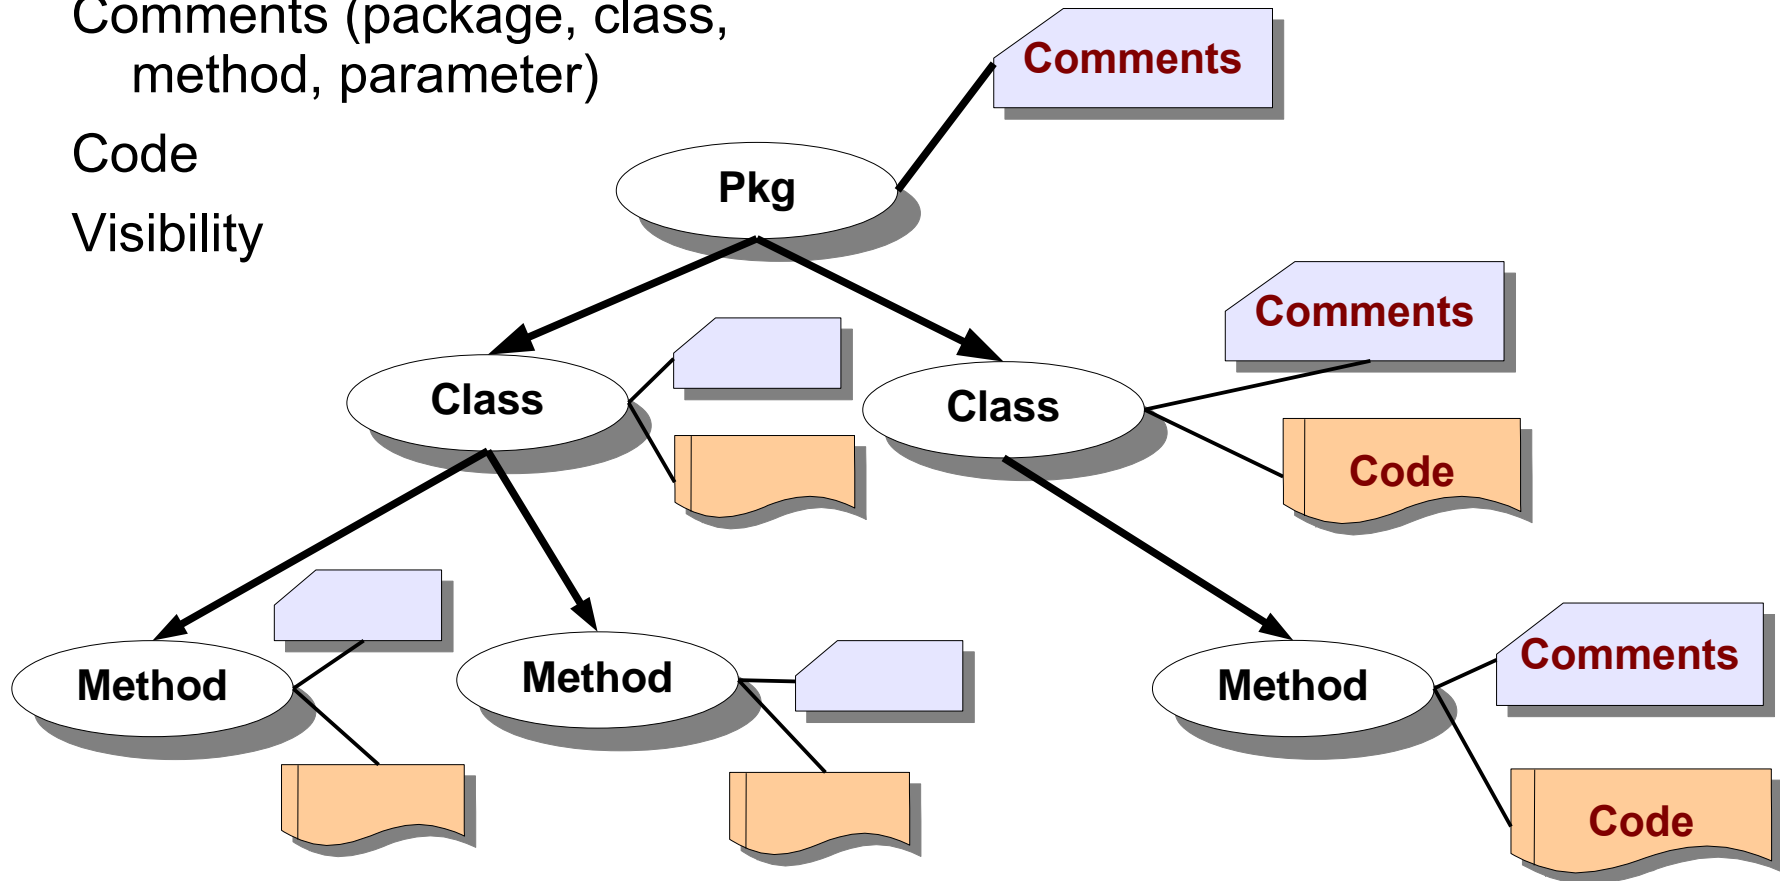 Comments (package, class,
method, parameter)
Code
Visibility
Comments
Pkg
Comments
Class
Class
Code
Method
Method
Method
Comments
Code